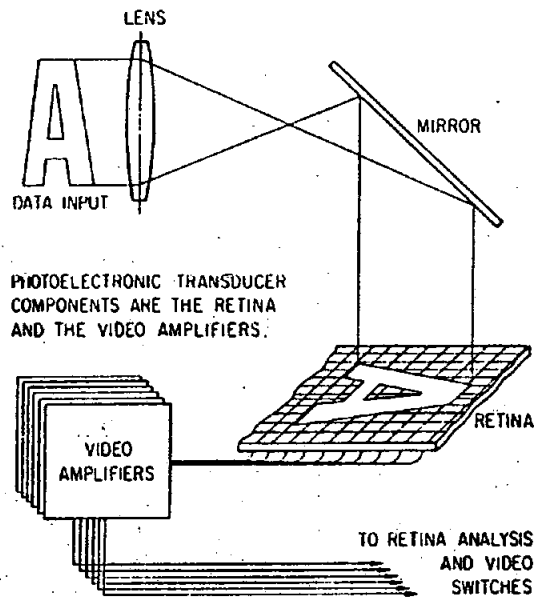 LENS
A
MIRROR
DATA INPUT
PHOTOELECTRONIC TRANSDUCER
COMPONENTS ARE THE RETINA
AND THE VIDEO AMPLIFIERS.
A
RETINA
VIDEO
AMPLIFIERS
TO RETINA ANALYSIS
AND VIDEO
SWITCHES